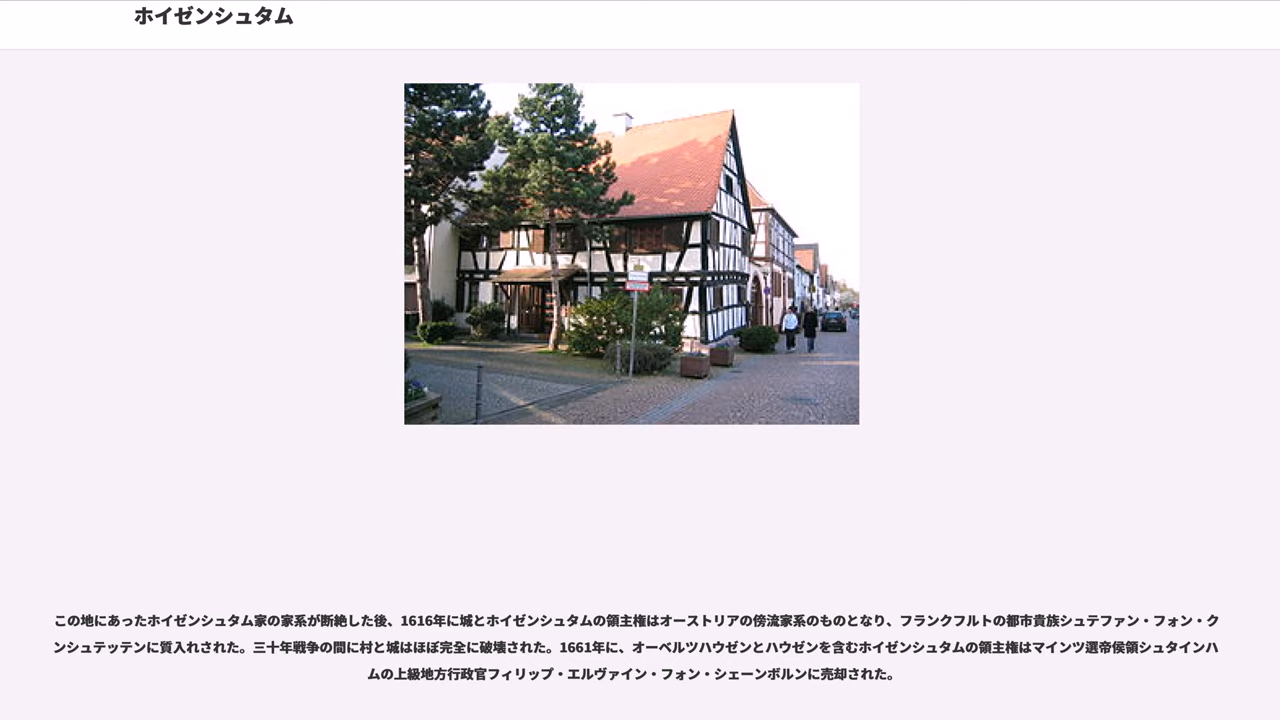 ホイゼンシュタム
この地にあったホイゼンシュタム家の家系が断絶した後、1616年に城とホイゼンシュタムの領主権はオーストリアの傍流家系のものとなり、フランクフルトの都市貴族シュテファン・フォン・ク
ンシュテッテンに質入れされた。三十年戦争の間に村と城はほぼ完全に破壊された。1661年に、オーベルツハウゼンとハウゼンを含むホイゼンシュタムの領主権はマインツ選帝侯領シュタインハ
ムの上級地方行政官フィリップ・エルヴァイン・フォン・シェーンボルンに売却された。